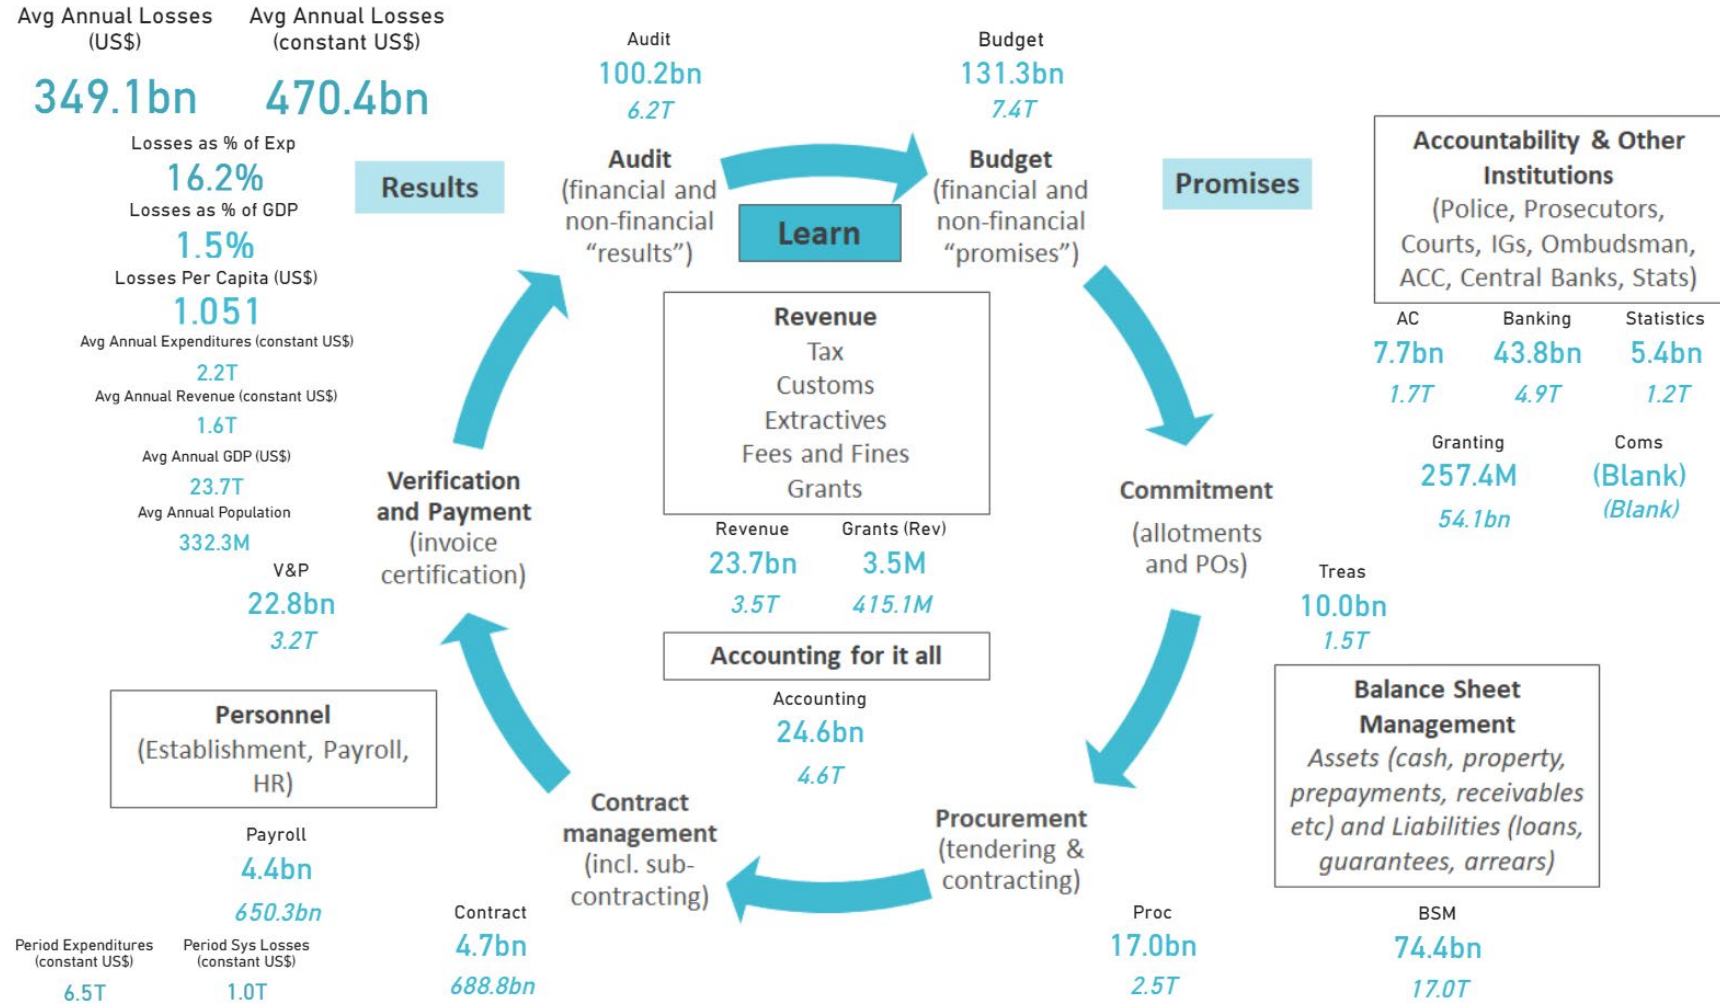 Avg Annual Losses
(US$)
349.1bn
Avg Annual Losses
(constant US$)
470.4bn
Losses as % of Exp
16.2%
Losses as % of GDP
1.5%
Losses Per Capita (US$)
1.051
Avg Annual Expenditures (constant US$)
2.2T
Avg Annual Revenue (constant US$)
1.6T
Avg Annual GDP (US$)
23.7T
Avg Annual Population
332.3M
Results
Audit
100.2bn
6.2T
Audit
(financial and
non-financial
“results”)
Learn
Budget
131.3bn
7.4T
Budget
(financial and
non-financial
“promises”)
Promises
Accountability & Other
Institutions
(Police, Prosecutors,
Courts, IGs, Ombudsman,
ACC, Central Banks, Stats)
AC
7.7bn
1.7T
Banking
43.8bn
4.9T
Statistics
5.4bn
1.2T
Granting
257.4M
54.1bn
Coms
(Blank)
(Blank)
Revenue
Tax
Customs
Extractives
Fees and Fines
Grants
Revenue
23.7bn
3.5T
Grants (Rev)
3.5M
415.1M
Accounting for it all
Accounting
24.6bn
4.6T
Commitment
(allotments
and POs)
Treas
10.0bn
1.5T
Balance Sheet
Management
Assets (cash, property,
prepayments, receivables
etc) and Liabilities (loans,
guarantees, arrears)
BSM
74.4bn
17.0T
Procurement
(tendering &
contracting)
Proc
17.0bn
2.5T
Contract
management
(incl. sub-
contracting)
Contract
4.7bn
688.8bn
Verification
and Payment
(invoice
certification)
V&P
22.8bn
3.2T
Personnel
(Establishment, Payroll,
HR)
Payroll
4.4bn
650.3bn
Period Expenditures
(constant US$)
6.5T
Period Sys Losses
(constant US$)
1.0T